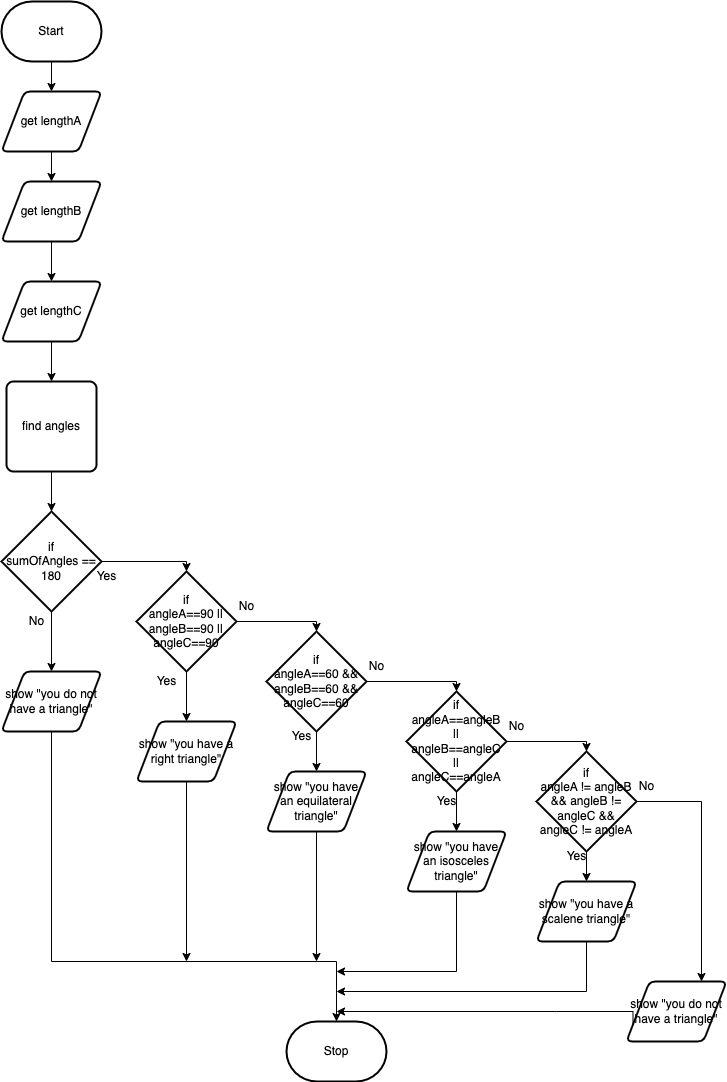 Start
get lengthA
get lengthB
get lengthC
find angles
if
sumOfAngles ==
180
Yes
No
show "you do not
have a triangle"
if
angleA==90 ||
angleB==90 ||
angleC==90
No
Yes
show "you have a
right triangle"
if
angleA==60 &&
angleB==60 &&
angleC==60
No
Yes
show "you have
an equilateral
triangle"
if
angleA==angleB
||
angleB==angleC
||
angleC==angleA
No
Yes
show "you have
an isosceles
triangle"
if
angleA != angleB
&& angleB !=
angleC &&
angleC != angleA
No
Yes
show "you have a
scalene triangle"
show "you do not
have a triangle"
Stop